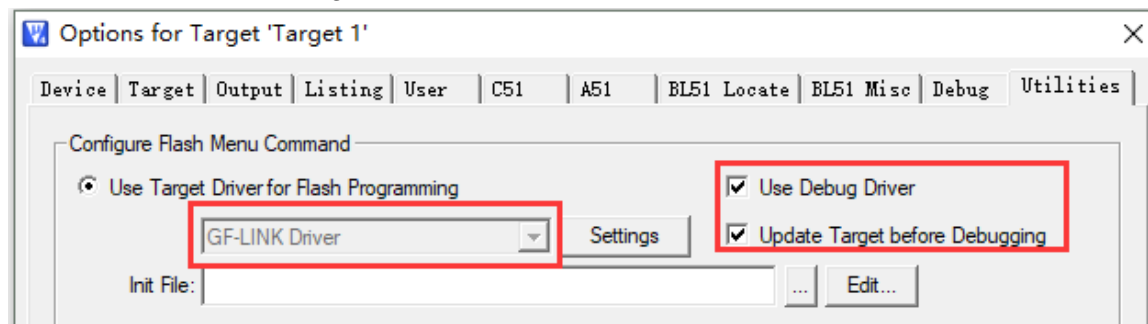 Options for Target 'Target 1'
Device Target Output Listing User C51 A51 BL51 Locate BL51 Misc Debug Utilities
Configure Flash Menu Command
Use Target Driver for Flash Programming Use Debug Driver
GF-LINK Driver Settings Update Target before Debugging
Init File: ... Edit...